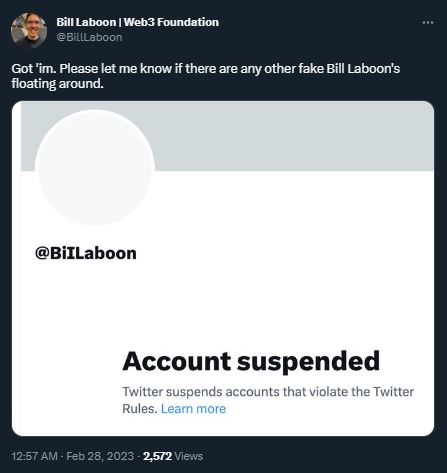 Bill Laboon | Web3 Foundation
@BillLaboon
Got 'im. Please let me know if there are any other fake Bill Laboon's
floating around.
@BiILaboon
Account suspended
Twitter suspends accounts that violate the Twitter
Rules. Learn more
12:57 AM · Feb 28, 2023 · 2,572 Views